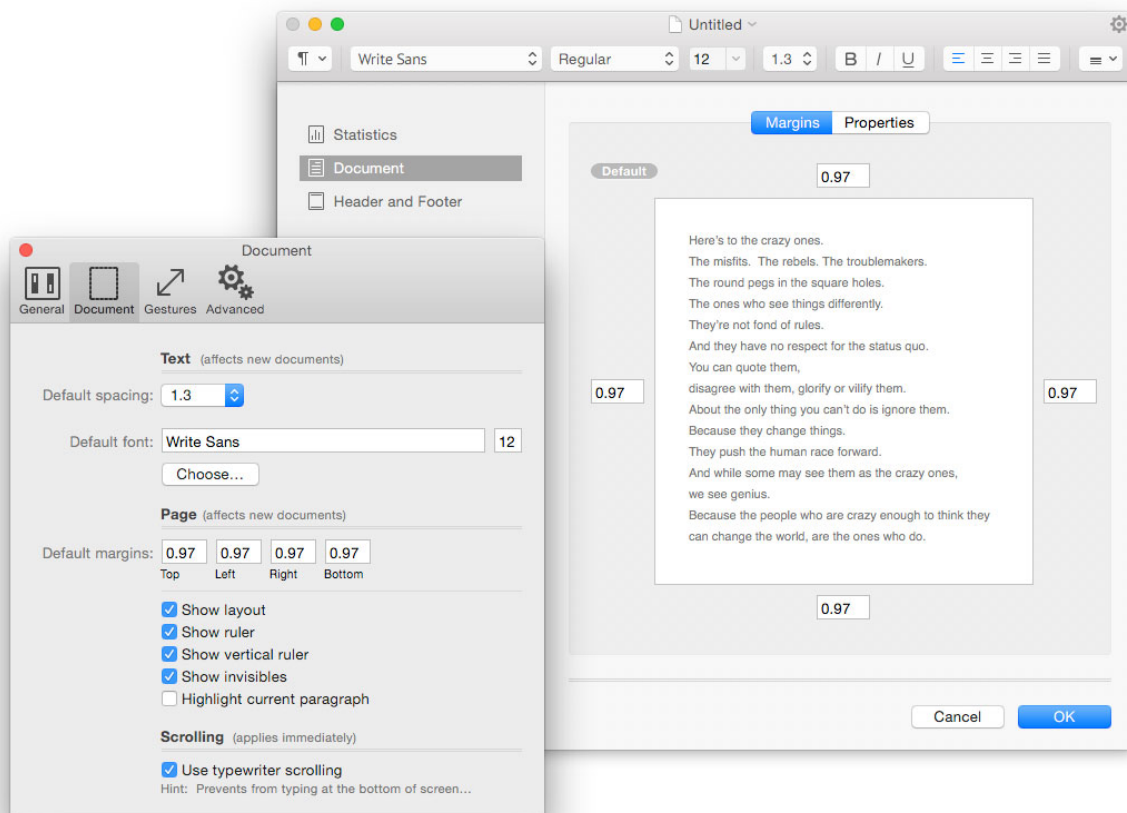 Untitled
¶
Write Sans
Regular
12
1.3
B I U
Statistics
Document
Header and Footer
Margins Properties
Default
0.97
Here's to the crazy ones.
The misfits.  The rebels. The troublemakers.
The round pegs in the square holes.
The ones who see things differently.
They're not fond of rules.
And they have no respect for the status quo.
You can quote them,
disagree with them, glorify or vilify them.
About the only thing you can't do is ignore them.
Because they change things.
They push the human race forward.
And while some may see them as the crazy ones,
we see genius.
Because the people who are crazy enough to think they
can change the world, are the ones who do.
0.97
0.97
0.97
Cancel
OK
Document
General Document Gestures Advanced
Text (affects new documents)
Default spacing: 1.3
Default font: Write Sans 12
Choose...
Page (affects new documents)
Default margins: 0.97 0.97 0.97 0.97
Top Left Right Bottom
Show layout
Show ruler
Show vertical ruler
Show invisibles
Highlight current paragraph
Scrolling (applies immediately)
Use typewriter scrolling
Hint:  Prevents from typing at the bottom of screen...